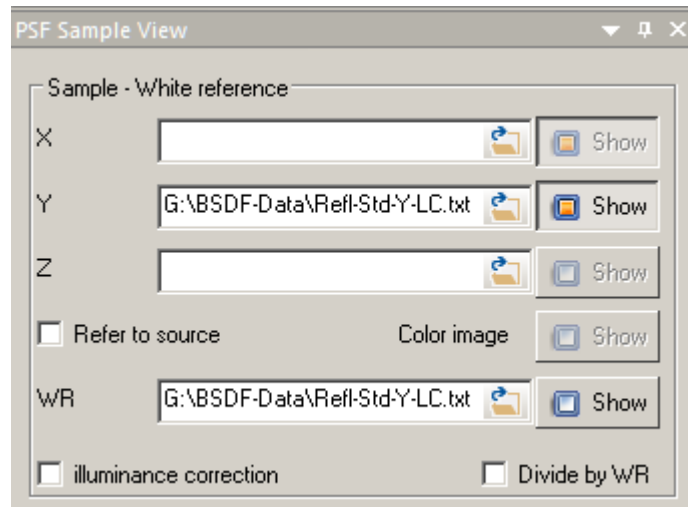 PSF Sample View
Sample - White reference
X Show
Y G:\BSDF-Data\Refl-Std-Y-LC.txt Show
Z Show
Refer to source Color image Show
WR G:\BSDF-Data\Refl-Std-Y-LC.txt Show
illuminance correction Divide by WR